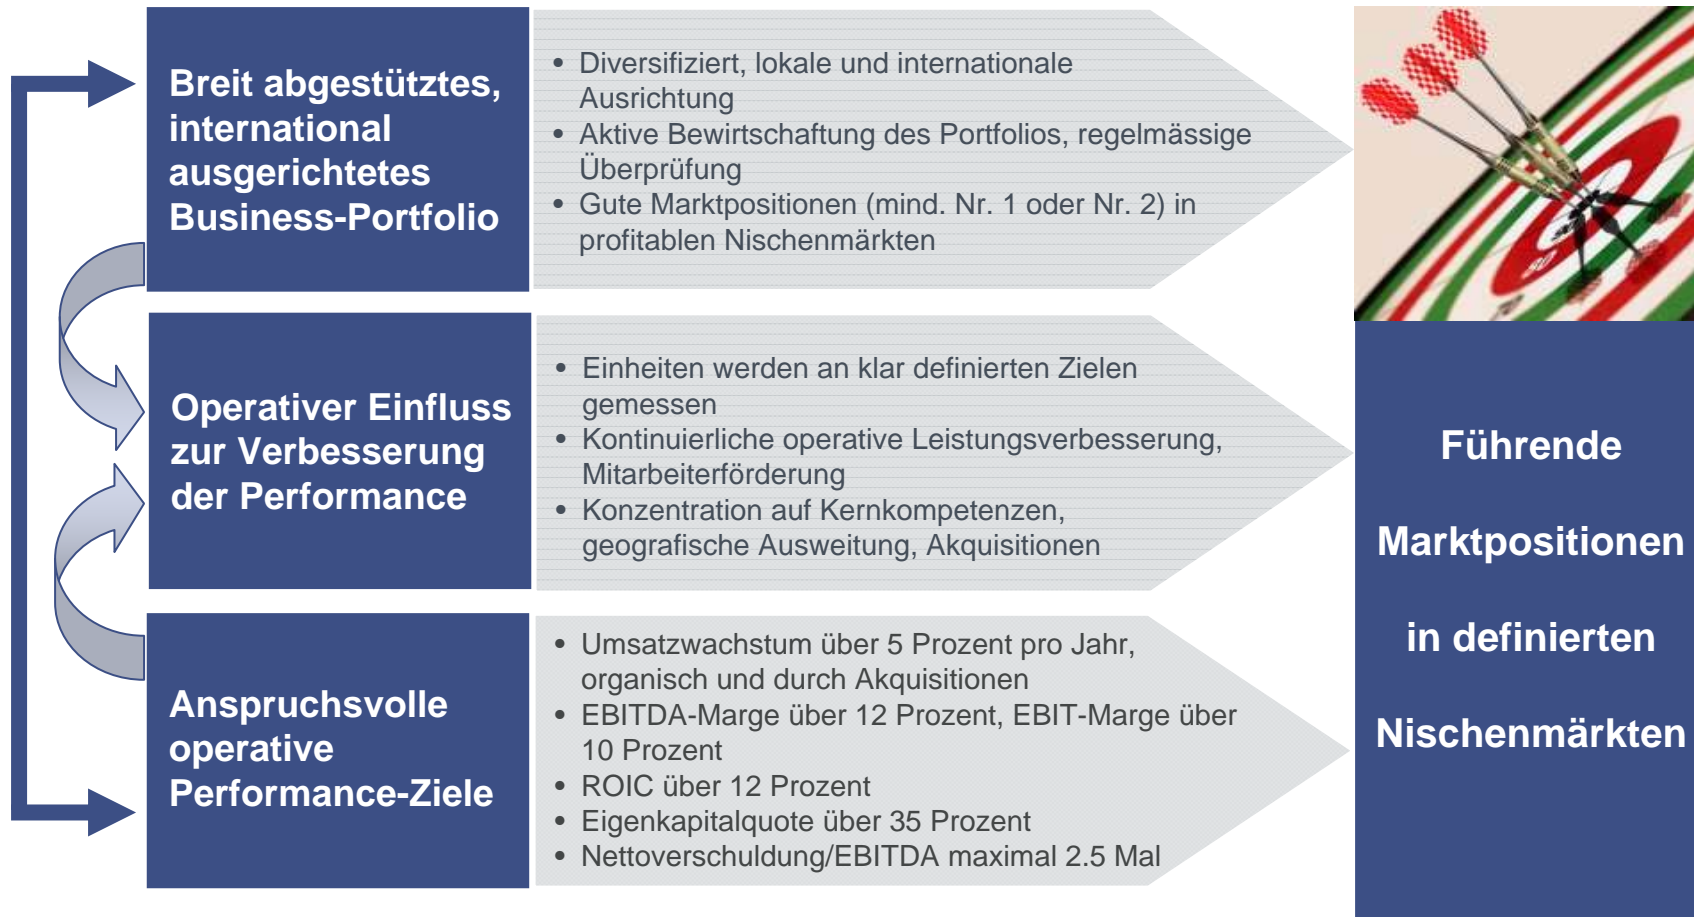 Breit abgestütztes,
international
ausgerichtetes
Business-Portfolio
• Diversifiziert, lokale und internationale
Ausrichtung
• Aktive Bewirtschaftung des Portfolios, regelmässige
Überprüfung
• Gute Marktpositionen (mind. Nr. 1 oder Nr. 2) in
profitablen Nischenmärkten
Operativer Einfluss
zur Verbesserung
der Performance
• Einheiten werden an klar definierten Zielen
gemessen
• Kontinuierliche operative Leistungsverbesserung,
Mitarbeiterförderung
• Konzentration auf Kernkompetenzen,
geografische Ausweitung, Akquisitionen
Anspruchsvolle
operative
Performance-Ziele
• Umsatzwachstum über 5 Prozent pro Jahr,
organisch und durch Akquisitionen
• EBITDA-Marge über 12 Prozent, EBIT-Marge über
10 Prozent
• ROIC über 12 Prozent
• Eigenkapitalquote über 35 Prozent
• Nettoverschuldung/EBITDA maximal 2.5 Mal
Führende
Marktpositionen
in definierten
Nischenmärkten